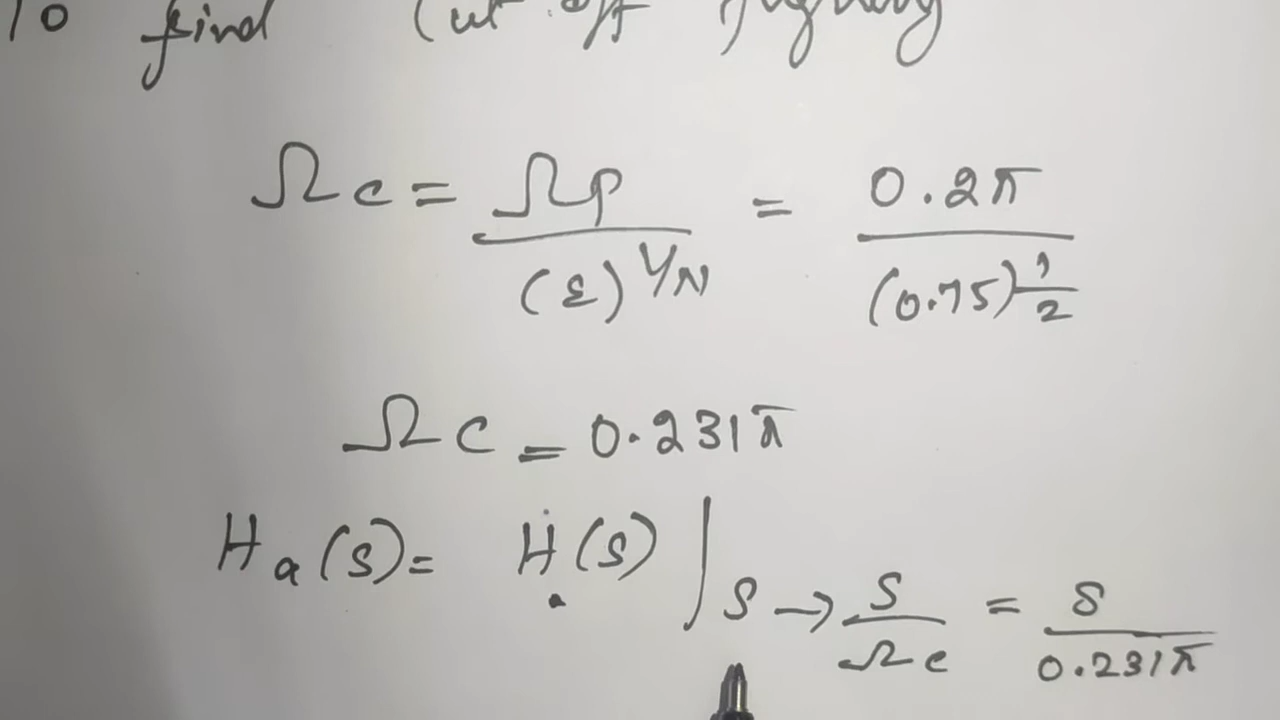 To find Cut off frequency
Ωc = Ωp / (ε)^1/N = 0.2π / (0.75)^1/2
Ωc = 0.231π
Ha(s) = H(s) | s → s/Ωc = s/0.231π